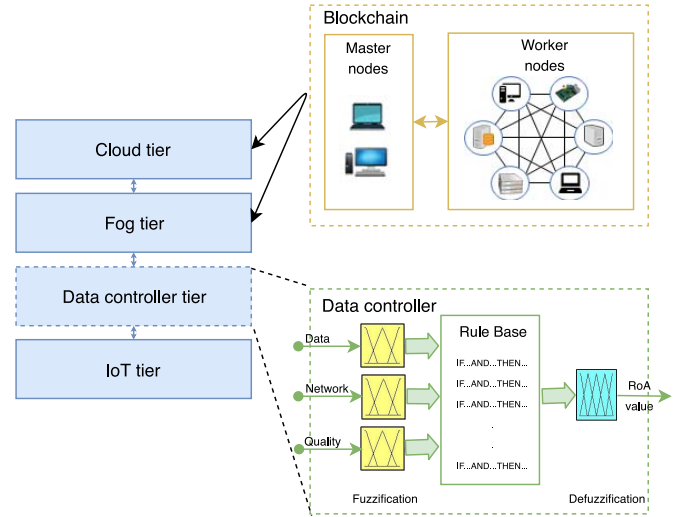 Blockchain
Master
nodes
Worker
nodes
Cloud tier
Fog tier
Data controller tier
IoT tier
Data controller
Data
Network
Quality
Rule Base
IF...AND...THEN...
IF...AND...THEN...
IF...AND...THEN...
.
.
IF...AND...THEN...
RoA
value
Fuzzification
Defuzzification